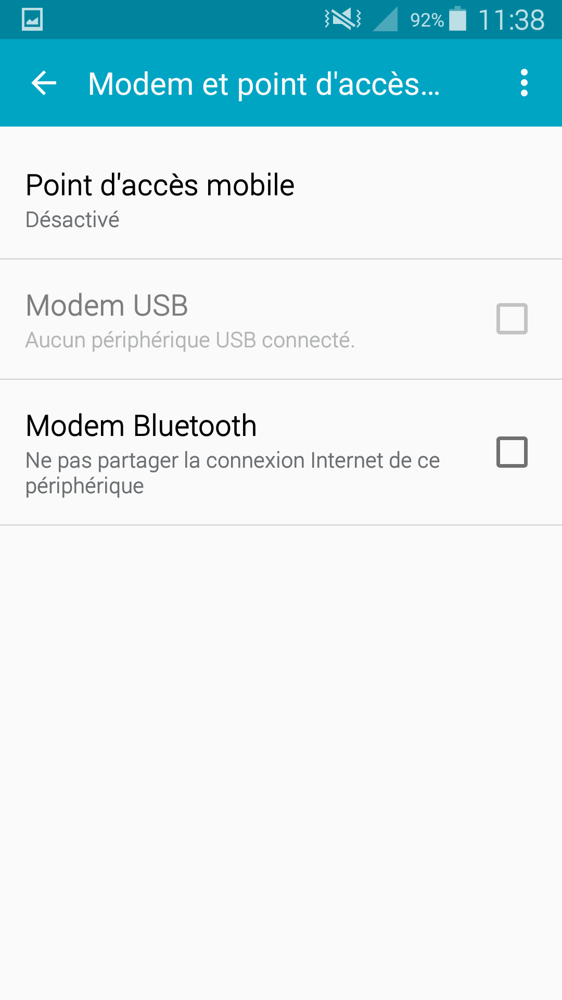 92% 11:38
Modem et point d'accès...
Point d'accès mobile
Désactivé
Modem USB
Aucun périphérique USB connecté.
Modem Bluetooth
Ne pas partager la connexion Internet de ce
périphérique